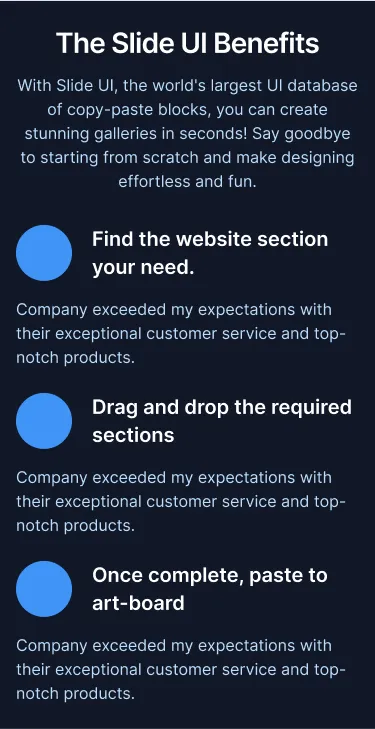 The Slide UI Benefits
With Slide UI, the world's largest UI database
of copy-paste blocks, you can create
stunning galleries in seconds! Say goodbye
to starting from scratch and make designing
effortless and fun.
Find the website section
your need.
Company exceeded my expectations with
their exceptional customer service and top-
notch products.
Drag and drop the required
sections
Company exceeded my expectations with
their exceptional customer service and top-
notch products.
Once complete, paste to
art-board
Company exceeded my expectations with
their exceptional customer service and top-
notch products.